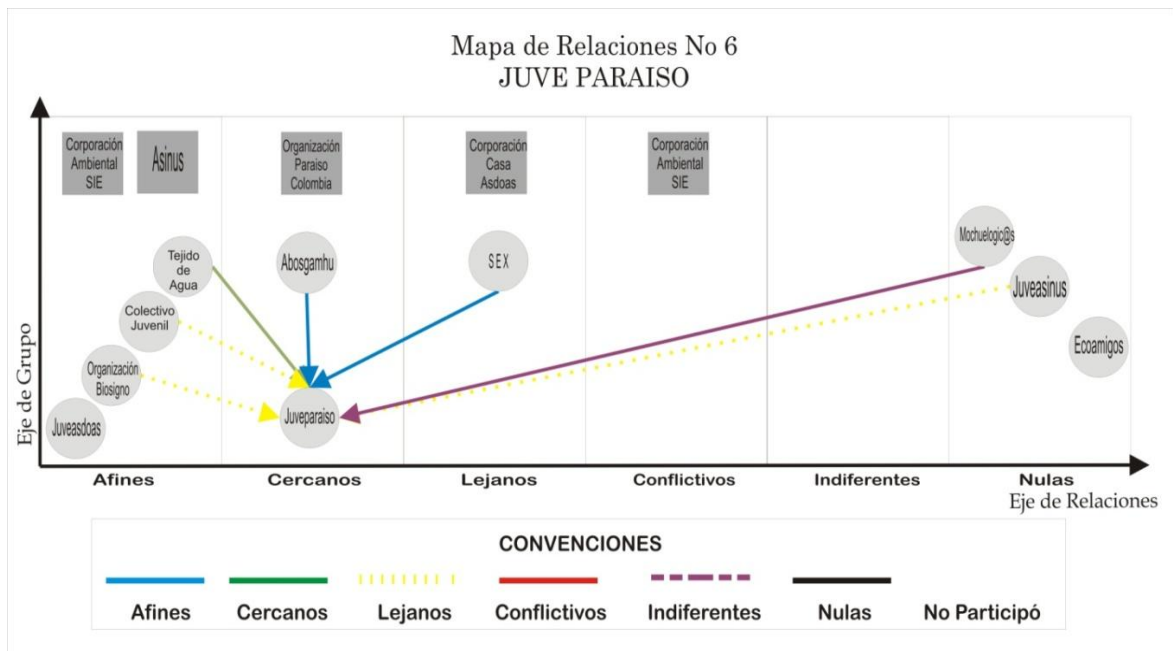 Mapa de Relaciones No 6
JUVE PARAISO
Corporación
Ambiental
SIE
Asinus
Organización
Paraiso
Colombia
Corporación
Casa
Asdoas
Corporación
Ambiental
SIE
Tejido
de
Agua
Abosgamhu
SEX
Mochuelogic@s
Colectivo
Juvenil
Juveasinus
Organización
Biosigno
Ecoamigos
Juveasdoas
Juveparaiso
Eje de Grupo
Afines Cercanos Lejanos Conflictivos Indiferentes Nulas
Eje de Relaciones
CONVENCIONES
Afines Cercanos Lejanos Conflictivos Indiferentes Nulas No Participó